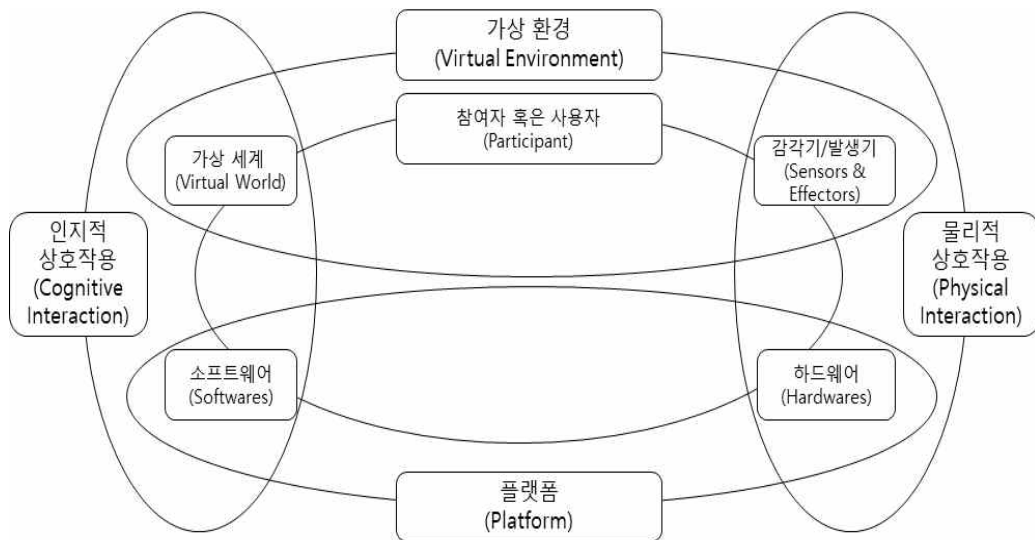 가상 환경
(Virtual Environment)
참여자 혹은 사용자
(Participant)
가상 세계
(Virtual World)
감각기/발생기
(Sensors &
Effectors)
인지적
상호작용
(Cognitive
Interaction)
물리적
상호작용
(Physical
Interaction)
소프트웨어
(Softwares)
하드웨어
(Hardwares)
플랫폼
(Platform)